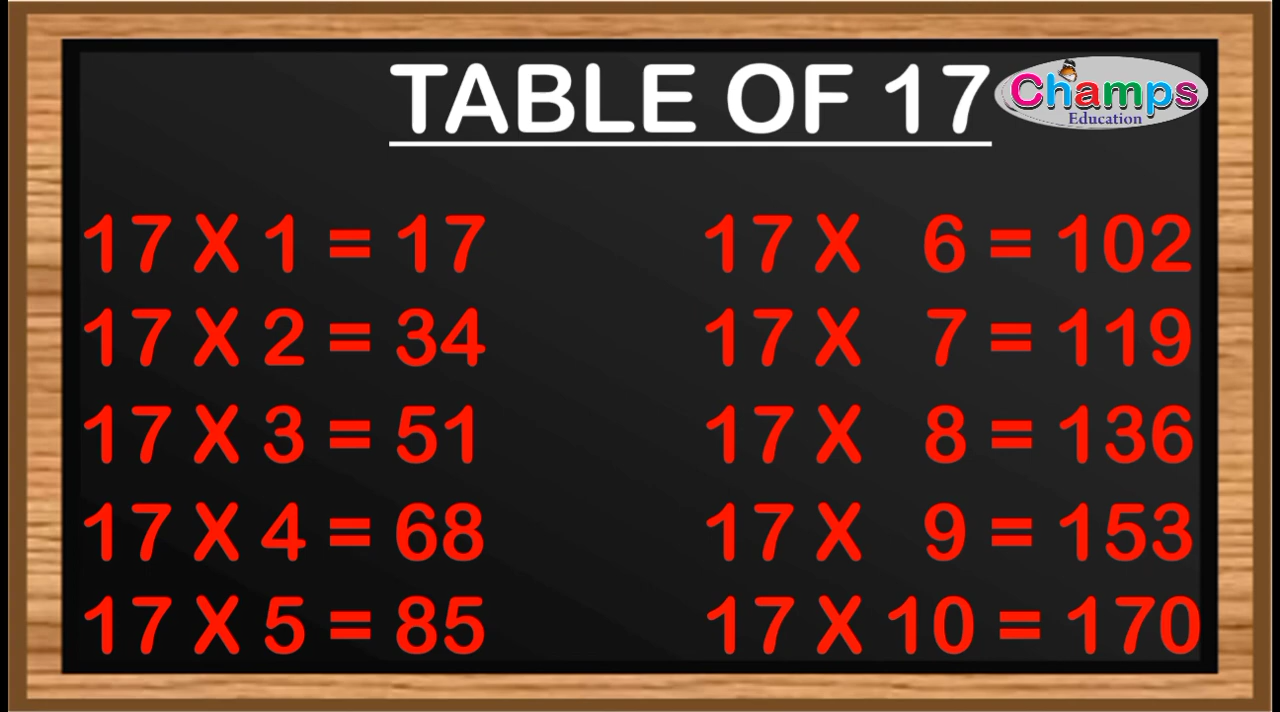 TABLE OF 17
Champs
Education
17 X 1 = 17
17 X 2 = 34
17 X 3 = 51
17 X 4 = 68
17 X 5 = 85
17 X 6 = 102
17 X 7 = 119
17 X 8 = 136
17 X 9 = 153
17 X 10 = 170